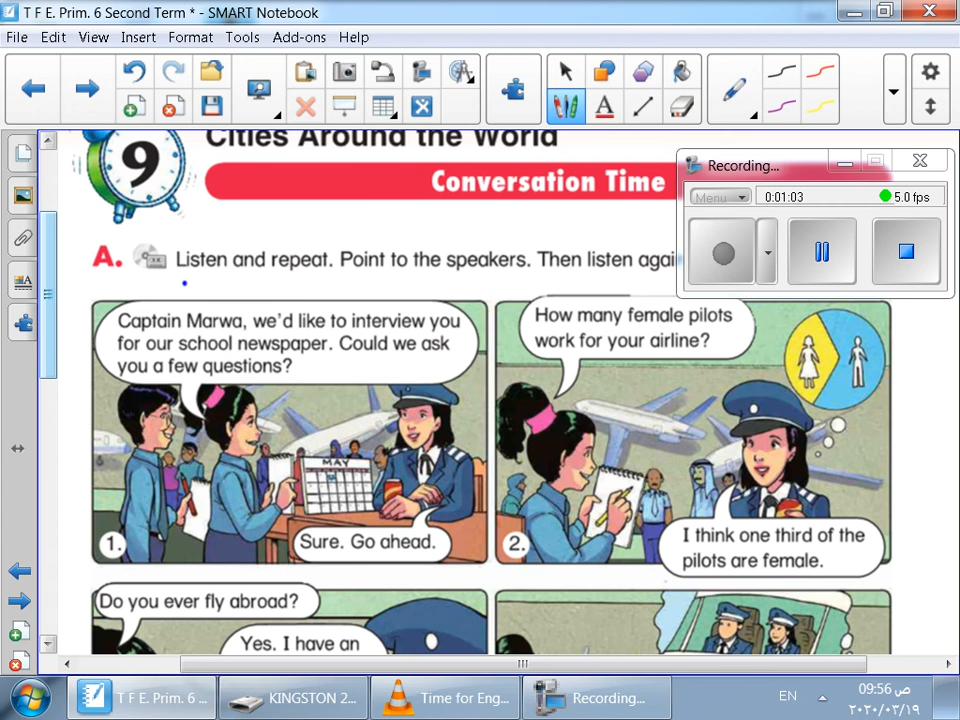 T F E. Prim. 6 Second Term * - SMART Notebook
File Edit View Insert Format Tools Add-ons Help
9
Cities Around the World
Conversation Time
Recording...
Menu
0:01:03
5.0 fps
A. Listen and repeat. Point to the speakers. Then listen agai
Captain Marwa, we'd like to interview you
for our school newspaper. Could we ask
you a few questions?
MAY
Sure. Go ahead.
1.
How many female pilots
work for your airline?
I think one third of the
pilots are female.
2.
Do you ever fly abroad?
Yes. I have an
T F E. Prim. 6 ...
KINGSTON 2...
Time for Eng...
Recording...
EN
09:56 ص
٢٠٢٠/٠٣/١٩